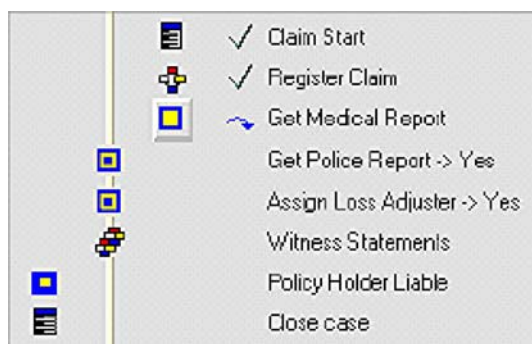 Claim Start
Register Claim
Get Medical Report
Get Police Report -> Yes
Assign Loss Adjuster -> Yes
Witness Statements
Policy Holder Liable
Close case